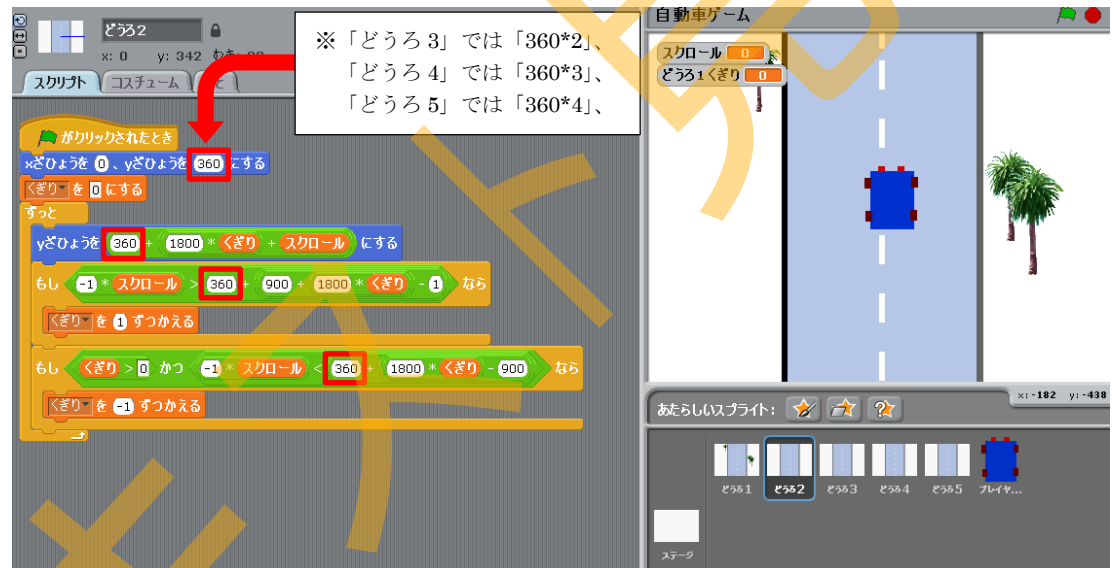 どうろ2
x: 0 y: 342 むき:
スクリプト コスチューム
※「どうろ 3」では「360*2」、
「どうろ 4」では「360*3」、
「どうろ 5」では「360*4」、
がクリックされたとき
xざひょうを 0 、yざひょうを 360 にする
くぎり を 0 にする
ずっと
yざひょうを 360 + 1800 * くぎり + スクロール にする
もし -1 * スクロール > 360 + 900 + 1800 * くぎり - 1 なら
くぎり を 1 ずつかえる
もし くぎり > 0 かつ -1 * スクロール < 360 + 1800 * くぎり - 900 なら
くぎり を -1 ずつかえる
自動車ゲーム
スクロール 0
どうろ1くぎり 0
x: -182 y: -438
あたらしいスプライト:
どうろ1 どうろ2 どうろ3 どうろ4 どうろ5 プレイヤ...
ステージ